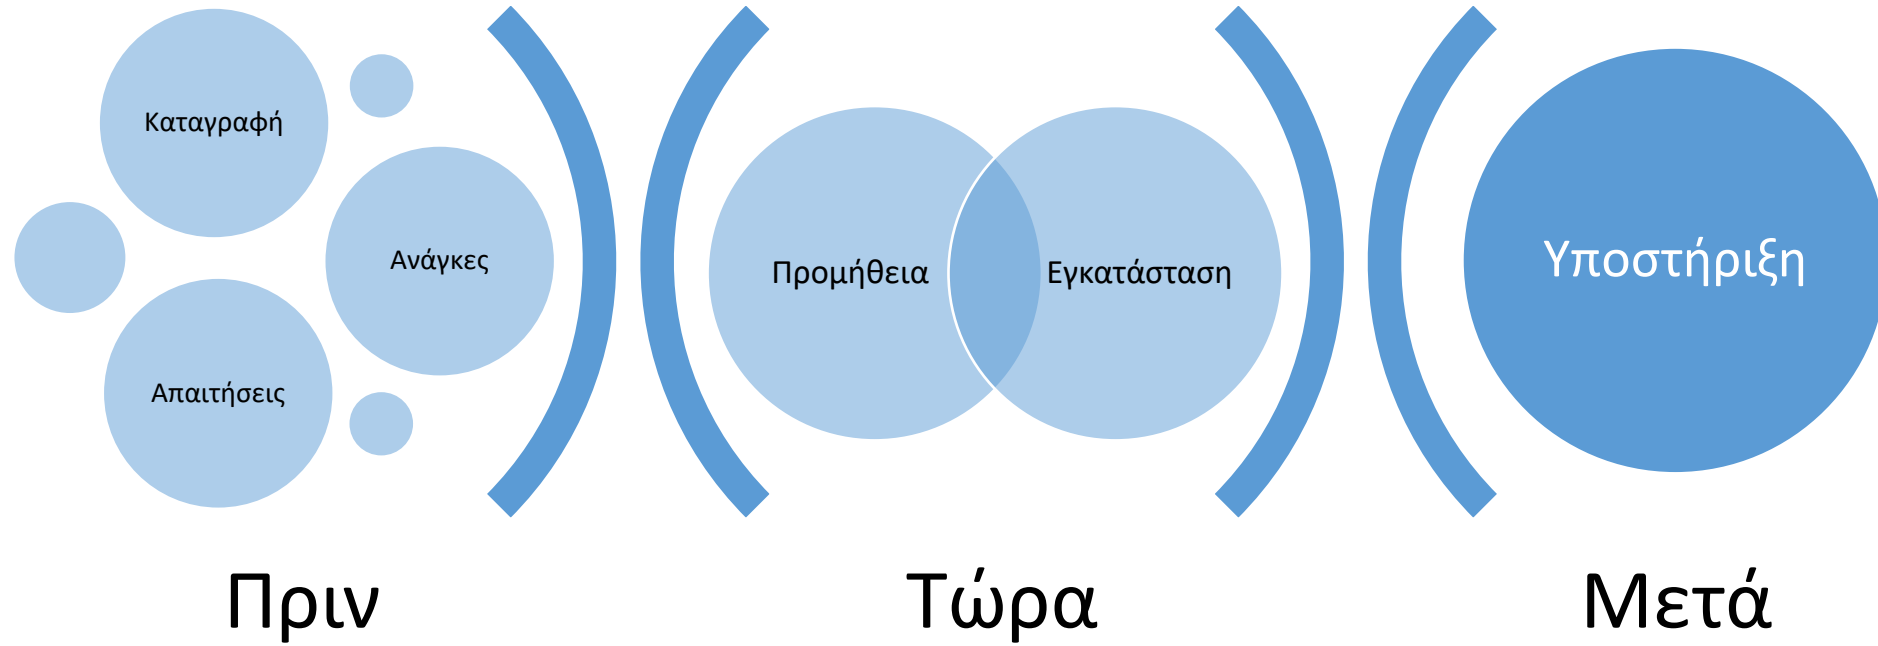 Καταγραφή
Ανάγκες
Απαιτήσεις
Πριν
Προμήθεια
Εγκατάσταση
Τώρα
Υποστήριξη
Μετά